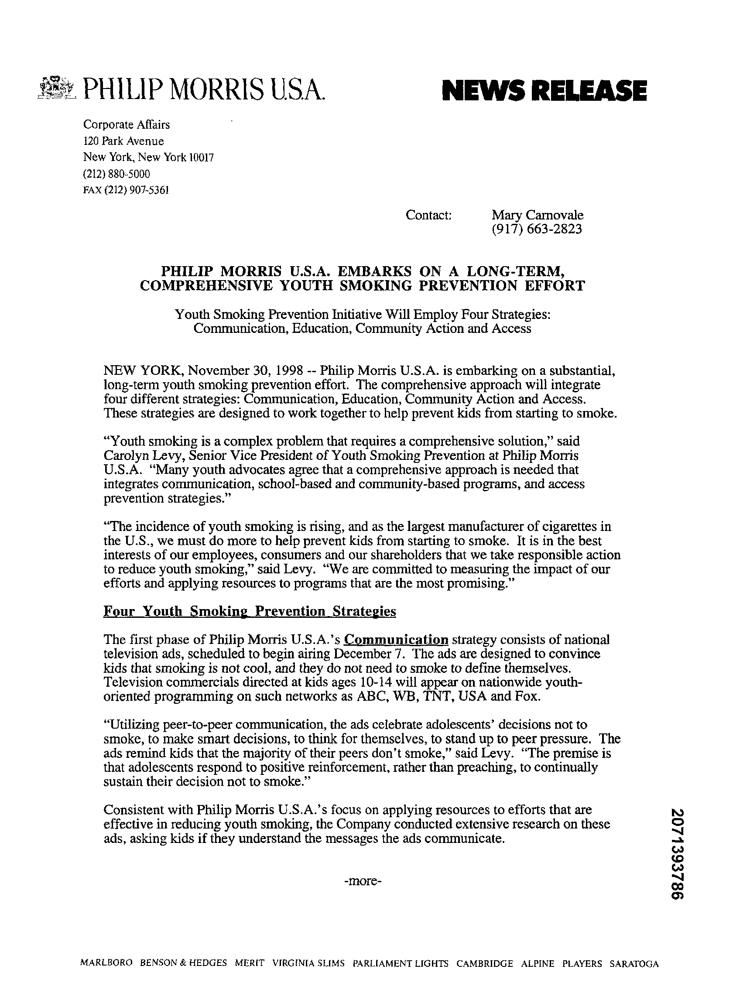 PHILIP MORRIS U.S.A.
NEWS RELEASE
Corporate Affairs
120 Park Avenue
New York, New York 10017
(212) 880-5000
FAX (212) 907-5361
Contact: Mary Carnovale
(917) 663-2823
PHILIP MORRIS U.S.A. EMBARKS ON A LONG-TERM,
COMPREHENSIVE YOUTH SMOKING PREVENTION EFFORT
Youth Smoking Prevention Initiative Will Employ Four Strategies:
Communication, Education, Community Action and Access
NEW YORK, November 30, 1998 -- Philip Morris U.S.A. is embarking on a substantial,
long-term youth smoking prevention effort. The comprehensive approach will integrate
four different strategies: Communication, Education, Community Action and Access.
These strategies are designed to work together to help prevent kids from starting to smoke.
“Youth smoking is a complex problem that requires a comprehensive solution,” said
Carolyn Levy, Senior Vice President of Youth Smoking Prevention at Philip Morris
U.S.A. “Many youth advocates agree that a comprehensive approach is needed that
integrates communication, school-based and community-based programs, and access
prevention strategies.”
“The incidence of youth smoking is rising, and as the largest manufacturer of cigarettes in
the U.S., we must do more to help prevent kids from starting to smoke. It is in the best
interests of our employees, consumers and our shareholders that we take responsible action
to reduce youth smoking,” said Levy. “We are committed to measuring the impact of our
efforts and applying resources to programs that are the most promising.”
Four Youth Smoking Prevention Strategies
The first phase of Philip Morris U.S.A.’s Communication strategy consists of national
television ads, scheduled to begin airing December 7. The ads are designed to convince
kids that smoking is not cool, and they do not need to smoke to define themselves.
Television commercials directed at kids ages 10-14 will appear on nationwide youth-
oriented programming on such networks as ABC, WB, TNT, USA and Fox.
“Utilizing peer-to-peer communication, the ads celebrate adolescents’ decisions not to
smoke, to make smart decisions, to think for themselves, to stand up to peer pressure. The
ads remind kids that the majority of their peers don’t smoke,” said Levy. “The premise is
that adolescents respond to positive reinforcement, rather than preaching, to continually
sustain their decision not to smoke.”
Consistent with Philip Morris U.S.A.’s focus on applying resources to efforts that are
effective in reducing youth smoking, the Company conducted extensive research on these
ads, asking kids if they understand the messages the ads communicate.
-more-
2071393786
MARLBORO BENSON & HEDGES MERIT VIRGINIA SLIMS PARLIAMENT LIGHTS CAMBRIDGE ALPINE PLAYERS SARATOGA